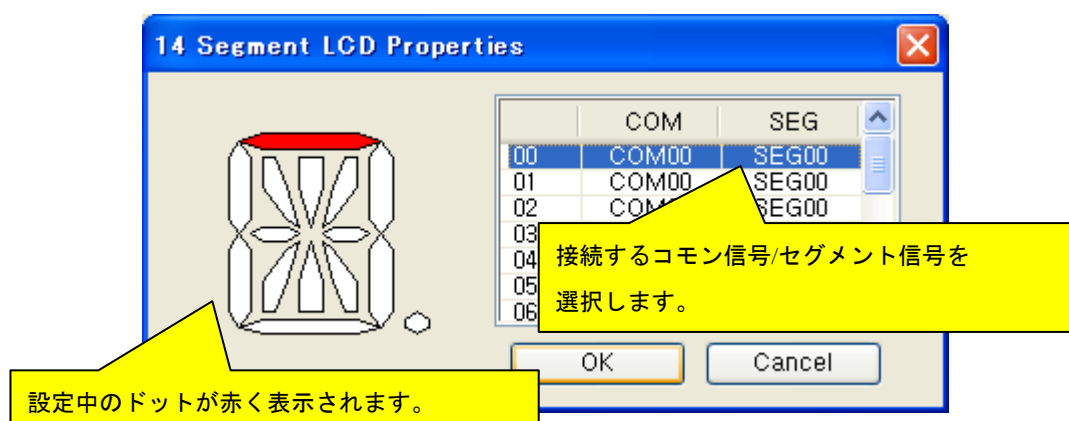 14 Segment LCD Properties
COM SEG
00 COM00 SEG00
01 COM00 SEG00
02 SEG00
03
04
05
06
接続するコモン信号/セグメント信号を
選択します。
OK Cancel
設定中のドットが赤く表示されます。